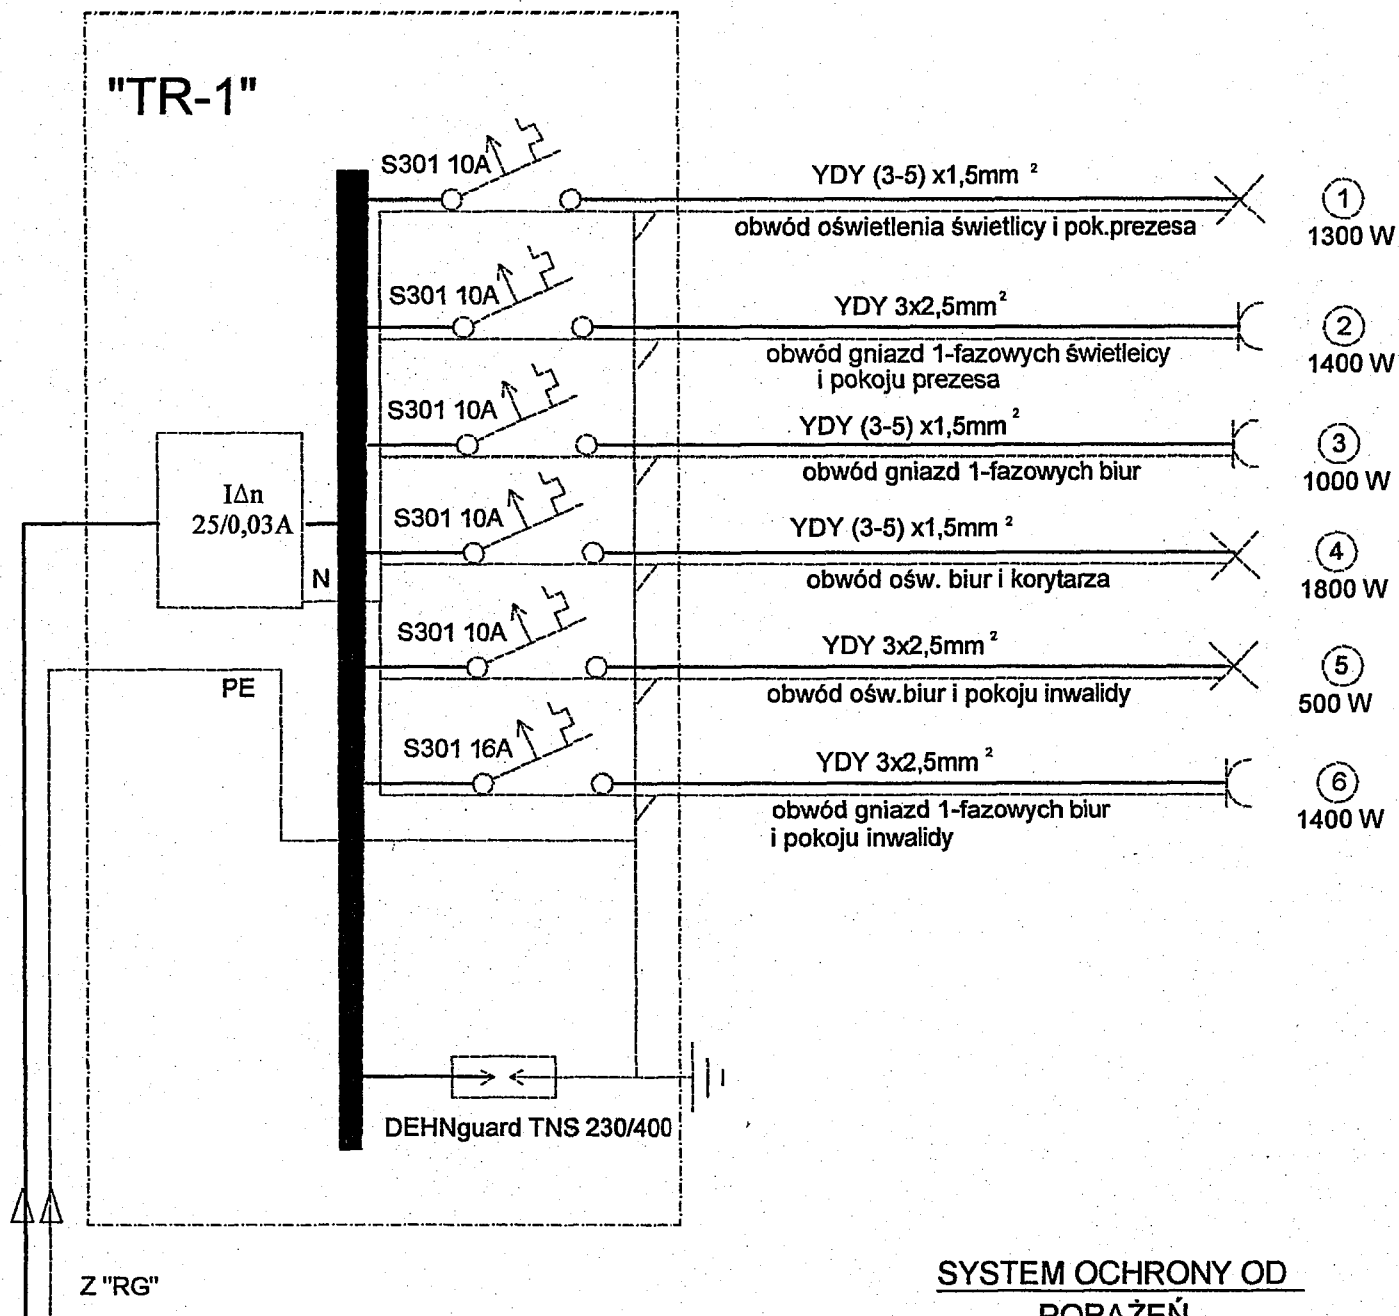 "TR-1"
S301 10A
YDY (3-5) x1,5mm ²
1
1300 W
obwód oświetlenia świetlicy i pok.prezesa
S301 10A
YDY 3x2,5mm²
2
1400 W
obwód gniazd 1-fazowych świetleicy
i pokoju prezesa
S301 10A
YDY (3-5) x1,5mm²
3
1000 W
obwód gniazd 1-fazowych biur
I∆n
25/0,03A
S301 10A
YDY (3-5) x1,5mm ²
4
1800 W
obwód ośw. biur i korytarza
N
S301 10A
YDY 3x2,5mm ²
5
500 W
obwód ośw.biur i pokoju inwalidy
PE
S301 16A
YDY 3x2,5mm ²
6
1400 W
obwód gniazd 1-fazowych biur
i pokoju inwalidy
DEHNguard TNS 230/400
Z "RG"
SYSTEM OCHRONY OD
PORAŻEŃ